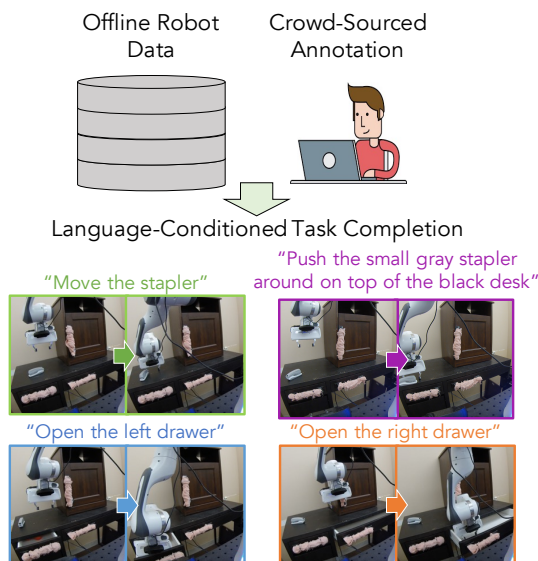 Offline Robot
Data
Crowd-Sourced
Annotation
Language-Conditioned Task Completion
“Move the stapler”
“Push the small gray stapler
around on top of the black desk”
“Open the left drawer”
“Open the right drawer”